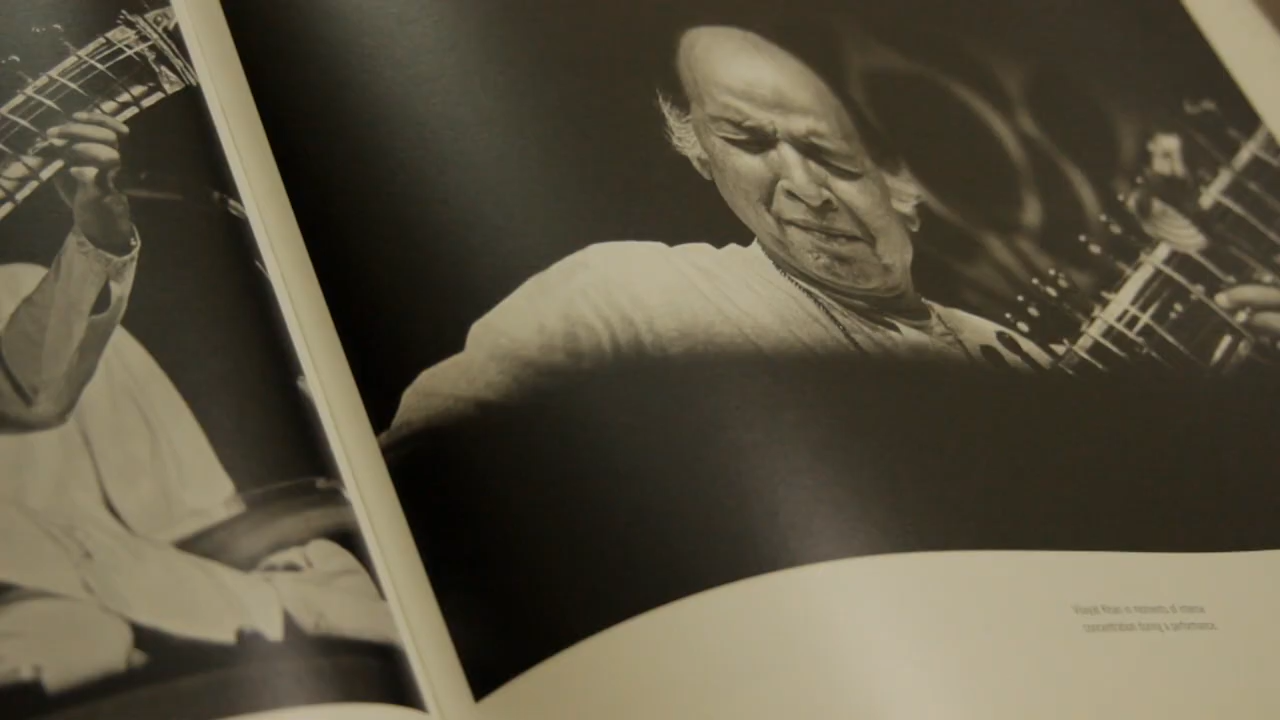 Vilayat Khan in moments of intense
concentration during a performance.